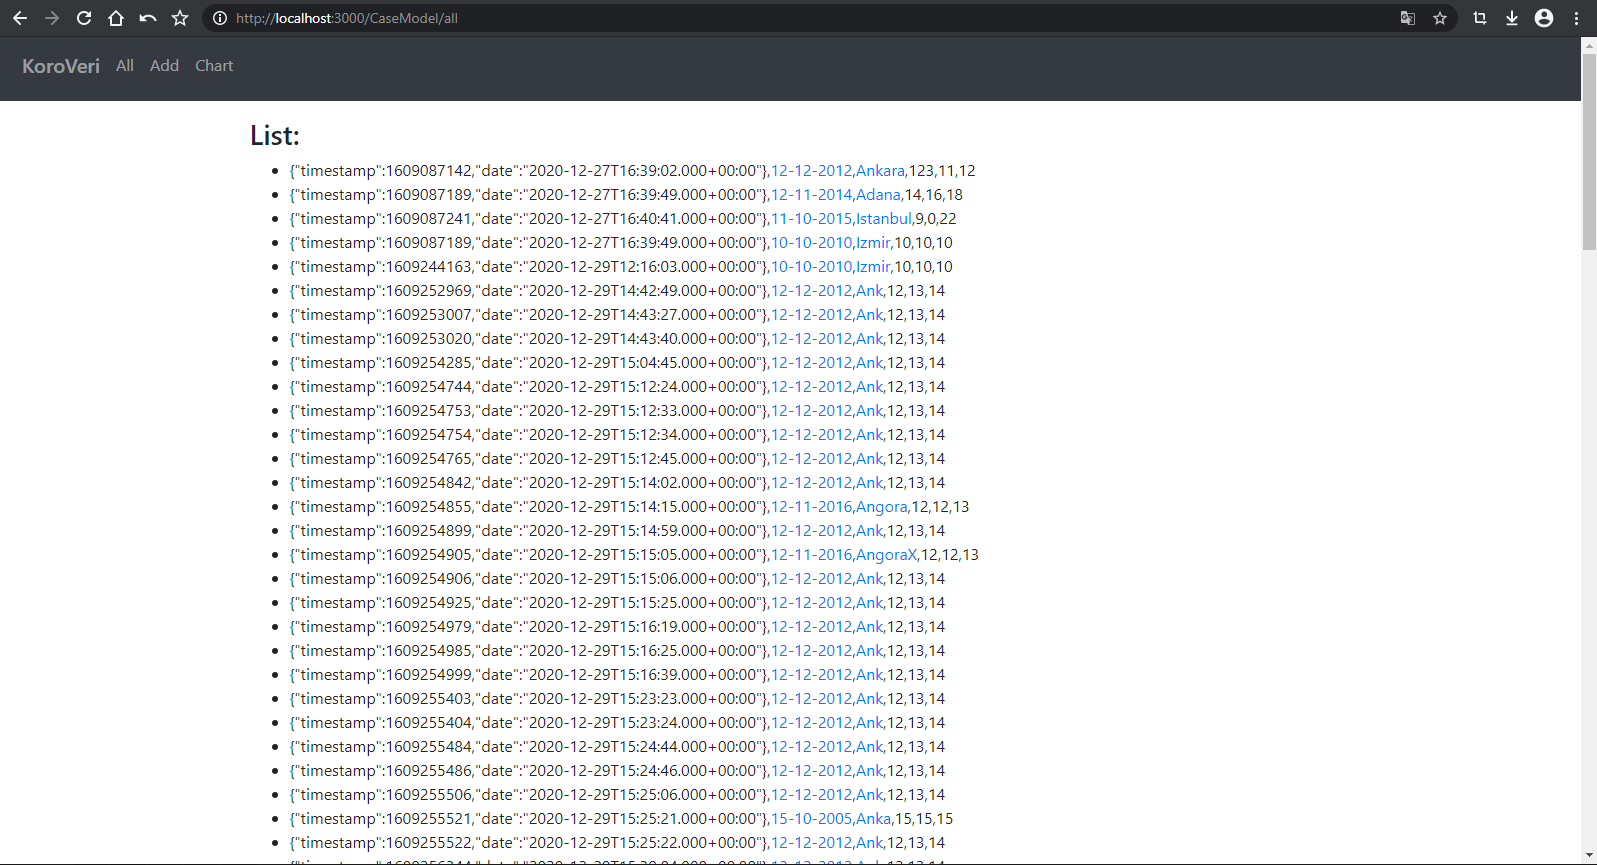 http://localhost:3000/CaseModel/all
KoroVeri All Add Chart
List:
{"timestamp":1609087142,"date":"2020-12-27T16:39:02.000+00:00"},12-12-2012,Ankara,123,11,12
{"timestamp":1609087189,"date":"2020-12-27T16:39:49.000+00:00"},12-11-2014,Adana,14,16,18
{"timestamp":1609087241,"date":"2020-12-27T16:40:41.000+00:00"},11-10-2015,Istanbul,9,0,22
{"timestamp":1609087189,"date":"2020-12-27T16:39:49.000+00:00"},10-10-2010,Izmir,10,10,10
{"timestamp":1609244163,"date":"2020-12-29T12:16:03.000+00:00"},10-10-2010,Izmir,10,10,10
{"timestamp":1609252969,"date":"2020-12-29T14:42:49.000+00:00"},12-12-2012,Ank,12,13,14
{"timestamp":1609253007,"date":"2020-12-29T14:43:27.000+00:00"},12-12-2012,Ank,12,13,14
{"timestamp":1609253020,"date":"2020-12-29T14:43:40.000+00:00"},12-12-2012,Ank,12,13,14
{"timestamp":1609254285,"date":"2020-12-29T15:04:45.000+00:00"},12-12-2012,Ank,12,13,14
{"timestamp":1609254744,"date":"2020-12-29T15:12:24.000+00:00"},12-12-2012,Ank,12,13,14
{"timestamp":1609254753,"date":"2020-12-29T15:12:33.000+00:00"},12-12-2012,Ank,12,13,14
{"timestamp":1609254754,"date":"2020-12-29T15:12:34.000+00:00"},12-12-2012,Ank,12,13,14
{"timestamp":1609254765,"date":"2020-12-29T15:12:45.000+00:00"},12-12-2012,Ank,12,13,14
{"timestamp":1609254842,"date":"2020-12-29T15:14:02.000+00:00"},12-12-2012,Ank,12,13,14
{"timestamp":1609254855,"date":"2020-12-29T15:14:15.000+00:00"},12-11-2016,Angora,12,12,13
{"timestamp":1609254899,"date":"2020-12-29T15:14:59.000+00:00"},12-12-2012,Ank,12,13,14
{"timestamp":1609254905,"date":"2020-12-29T15:15:05.000+00:00"},12-11-2016,AngoraX,12,12,13
{"timestamp":1609254906,"date":"2020-12-29T15:15:06.000+00:00"},12-12-2012,Ank,12,13,14
{"timestamp":1609254925,"date":"2020-12-29T15:15:25.000+00:00"},12-12-2012,Ank,12,13,14
{"timestamp":1609254979,"date":"2020-12-29T15:16:19.000+00:00"},12-12-2012,Ank,12,13,14
{"timestamp":1609254985,"date":"2020-12-29T15:16:25.000+00:00"},12-12-2012,Ank,12,13,14
{"timestamp":1609254999,"date":"2020-12-29T15:16:39.000+00:00"},12-12-2012,Ank,12,13,14
{"timestamp":1609255403,"date":"2020-12-29T15:23:23.000+00:00"},12-12-2012,Ank,12,13,14
{"timestamp":1609255404,"date":"2020-12-29T15:23:24.000+00:00"},12-12-2012,Ank,12,13,14
{"timestamp":1609255484,"date":"2020-12-29T15:24:44.000+00:00"},12-12-2012,Ank,12,13,14
{"timestamp":1609255486,"date":"2020-12-29T15:24:46.000+00:00"},12-12-2012,Ank,12,13,14
{"timestamp":1609255506,"date":"2020-12-29T15:25:06.000+00:00"},12-12-2012,Ank,12,13,14
{"timestamp":1609255521,"date":"2020-12-29T15:25:21.000+00:00"},15-10-2005,Anka,15,15,15
{"timestamp":1609255522,"date":"2020-12-29T15:25:22.000+00:00"},12-12-2012,Ank,12,13,14